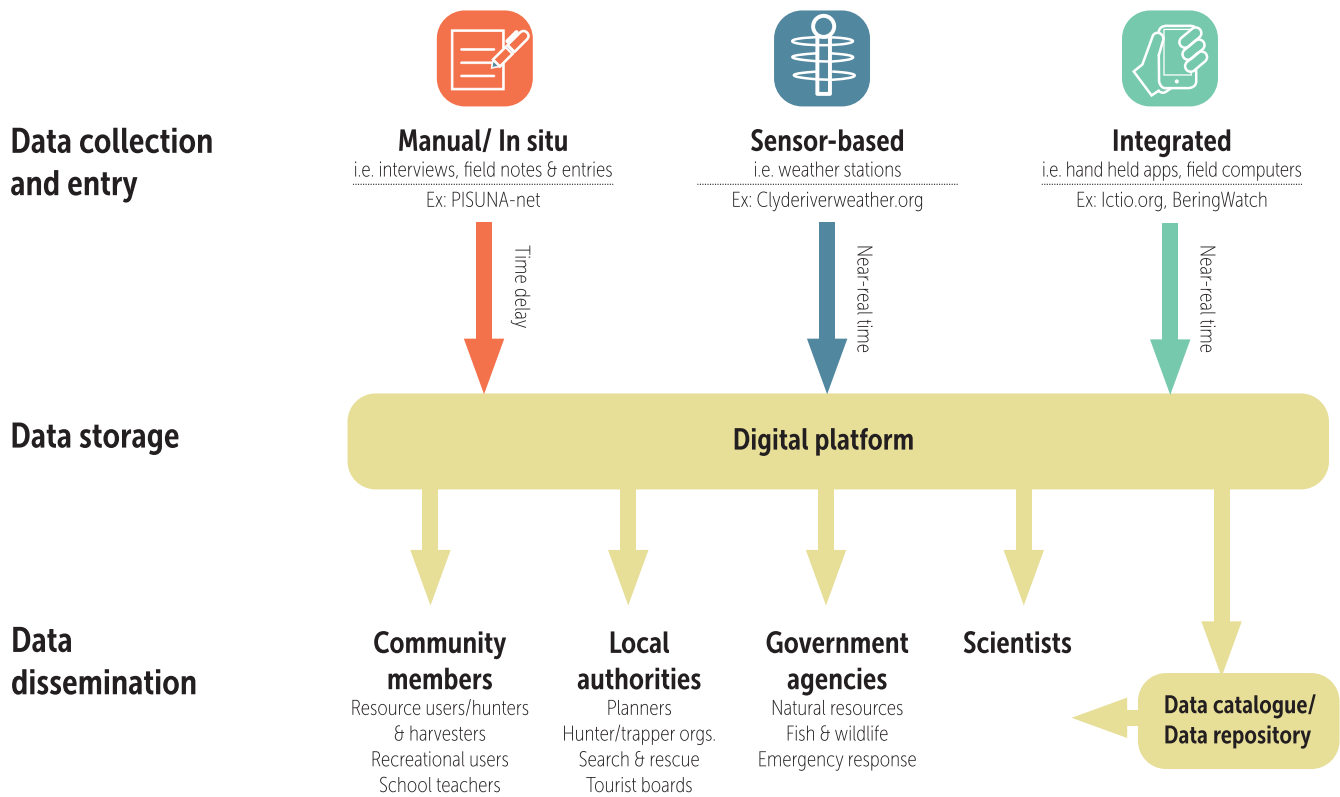 Data collection
and entry
Manual/ In situ
i.e. interviews, field notes & entries
Ex: PISUNA-net
Time delay
Sensor-based
i.e. weather stations
Ex: Clyderiverweather.org
Near-real time
Integrated
i.e. hand held apps, field computers
Ex: Ictio.org, BeringWatch
Near-real time
Data storage
Digital platform
Data
dissemination
Community
members
Resource users/hunters
& harvesters
Recreational users
School teachers
Local
authorities
Planners
Hunter/trapper orgs.
Search & rescue
Tourist boards
Government
agencies
Natural resources
Fish & wildlife
Emergency response
Scientists
Data catalogue/
Data repository